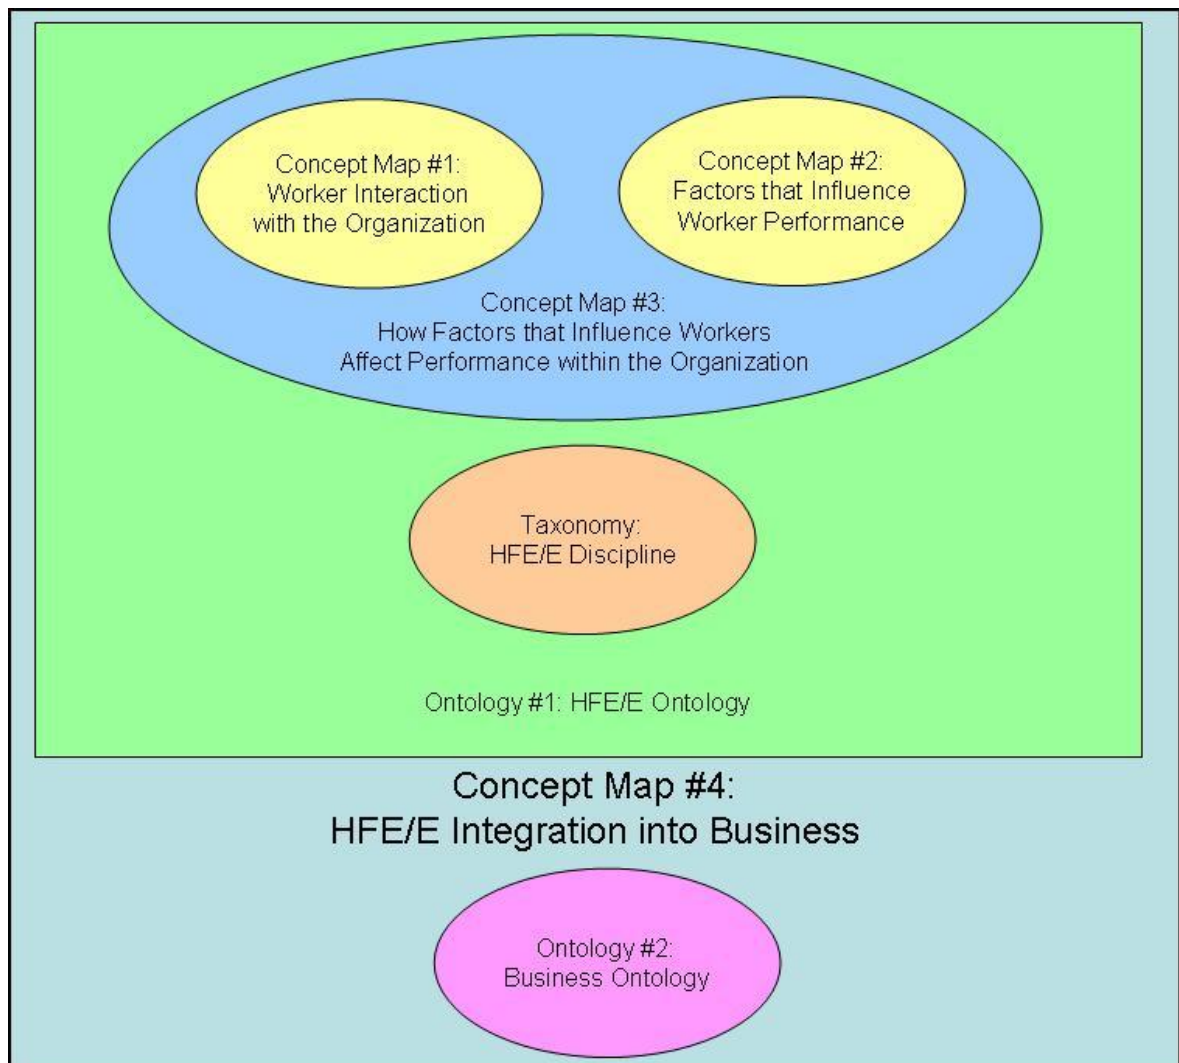 Concept Map #1:
Worker Interaction
with the Organization
Concept Map #2:
Factors that Influence
Worker Performance
Concept Map #3:
How Factors that Influence Workers
Affect Performance within the Organization
Taxonomy:
HFE/E Discipline
Ontology #1: HFE/E Ontology
Concept Map #4:
HFE/E Integration into Business
Ontology #2:
Business Ontology